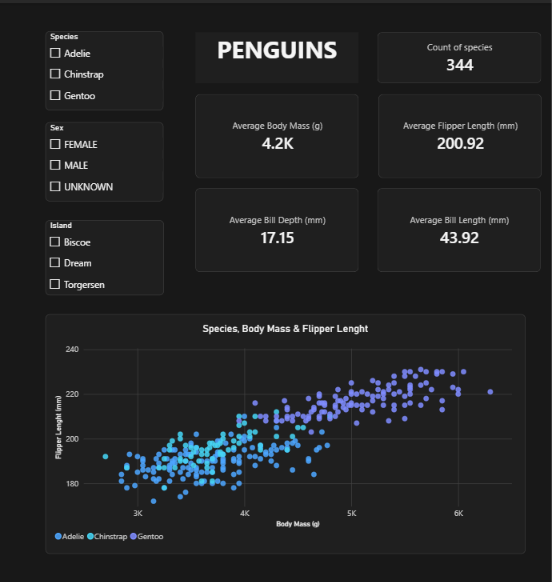 Species
Adelie
Chinstrap
Gentoo
Sex
FEMALE
MALE
UNKNOWN
Island
Biscoe
Dream
Torgersen
PENGUINS
Count of species
344
Average Body Mass (g)
4.2K
Average Flipper Length (mm)
200.92
Average Bill Depth (mm)
17.15
Average Bill Length (mm)
43.92
Species, Body Mass & Flipper Lenght
Flipper Lenght (mm)
240
220
200
180
3K 4K 5K 6K
Body Mass (g)
Adelie Chinstrap Gentoo